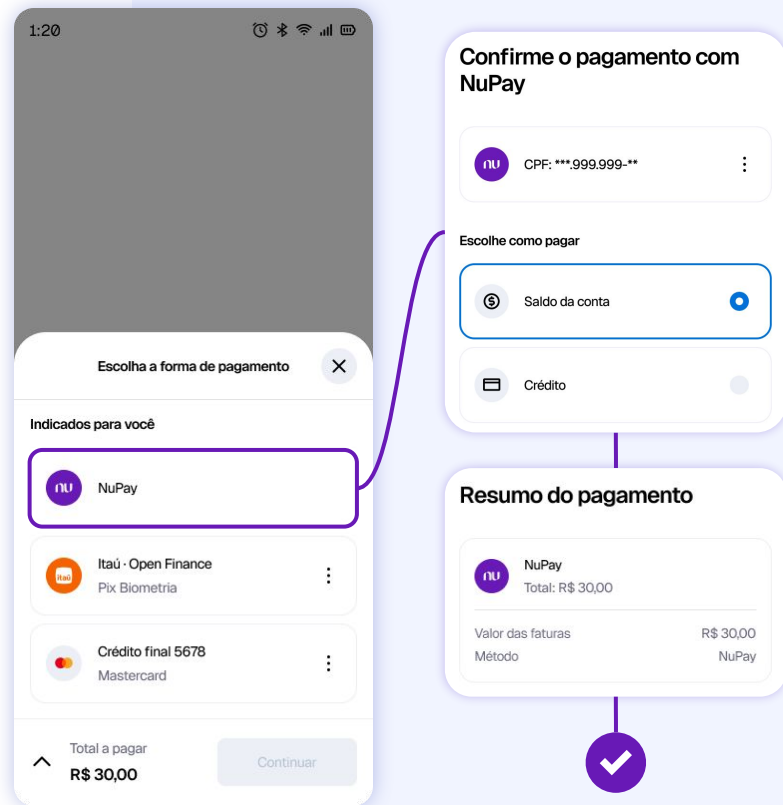 1:20
Escolha a forma de pagamento
Indicados para você
nu
NuPay
itaú
Itaú · Open Finance
Pix Biometria
Crédito final 5678
Mastercard
Total a pagar
R$ 30,00
Continuar
Confirme o pagamento com
NuPay
nu
CPF: ***.999.999-**
Escolhe como pagar
Saldo da conta
Crédito
Resumo do pagamento
nu
NuPay
Total: R$ 30,00
Valor das faturas R$ 30,00
Método NuPay